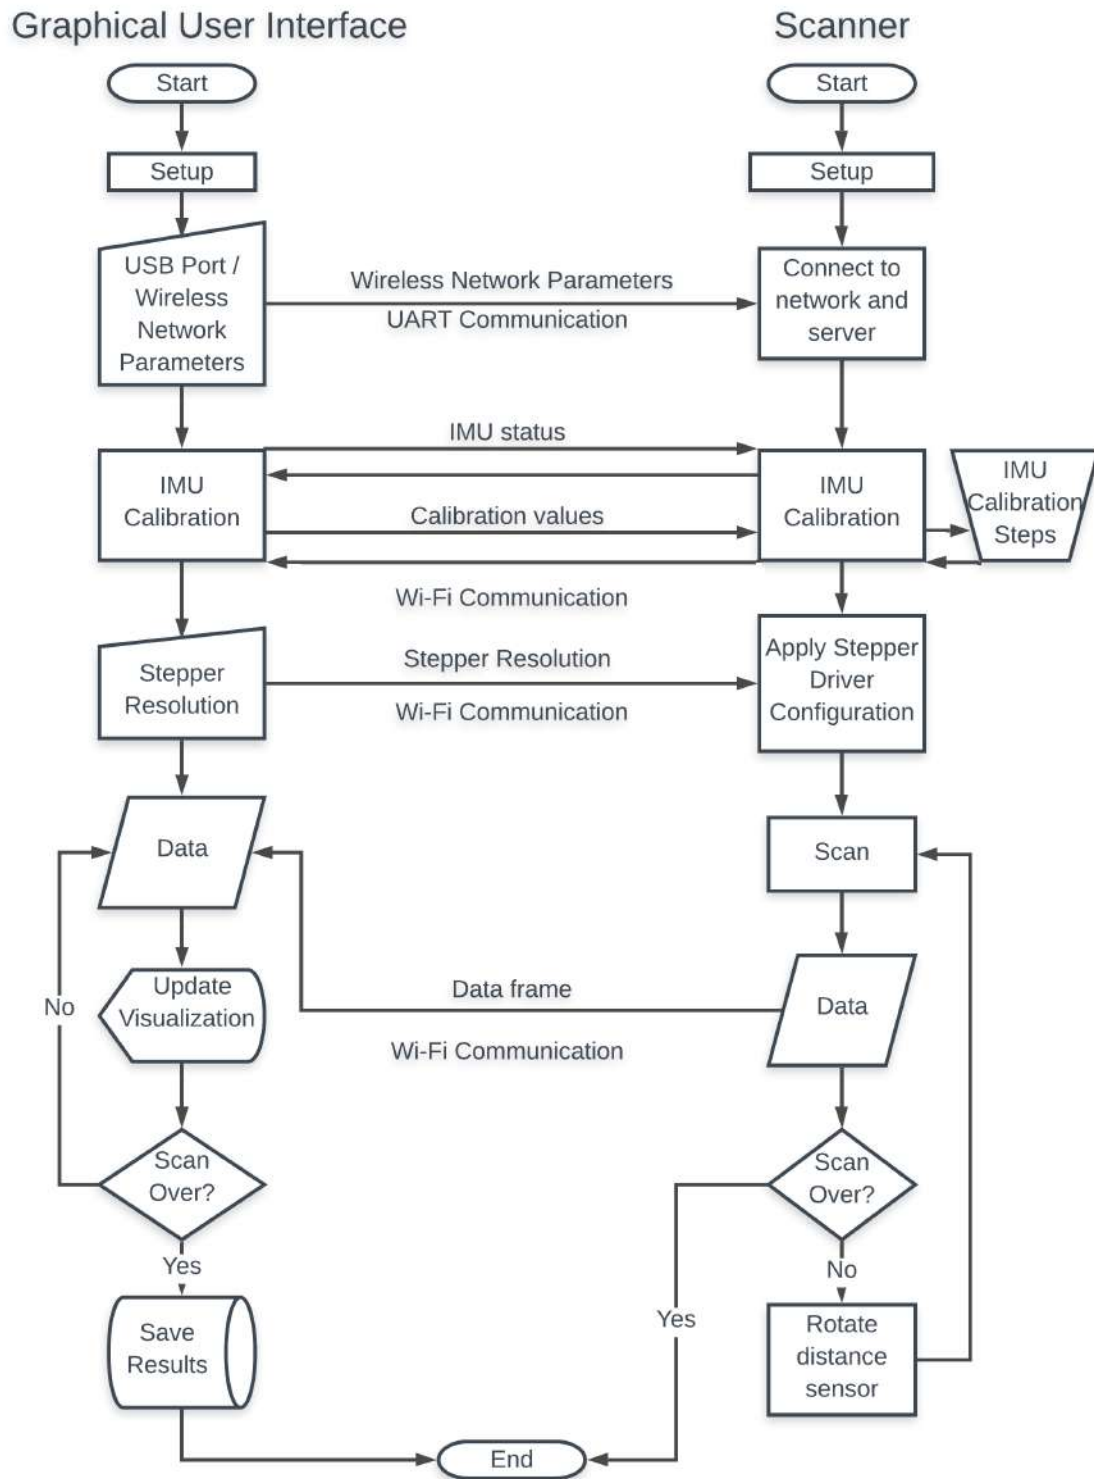 Graphical User Interface
Scanner
Start
Start
Setup
Setup
USB Port /
Wireless
Network
Parameters
Wireless Network Parameters
UART Communication
Connect to
network and
server
IMU status
IMU
Calibration
Calibration values
Wi-Fi Communication
IMU
Calibration
IMU
Calibration
Steps
Stepper
Resolution
Stepper Resolution
Wi-Fi Communication
Apply Stepper
Driver
Configuration
Data
Scan
No
Update
Visualization
Data frame
Wi-Fi Communication
Data
Scan
Over?
Scan
Over?
Yes
No
Save
Results
Yes
Rotate
distance
sensor
End